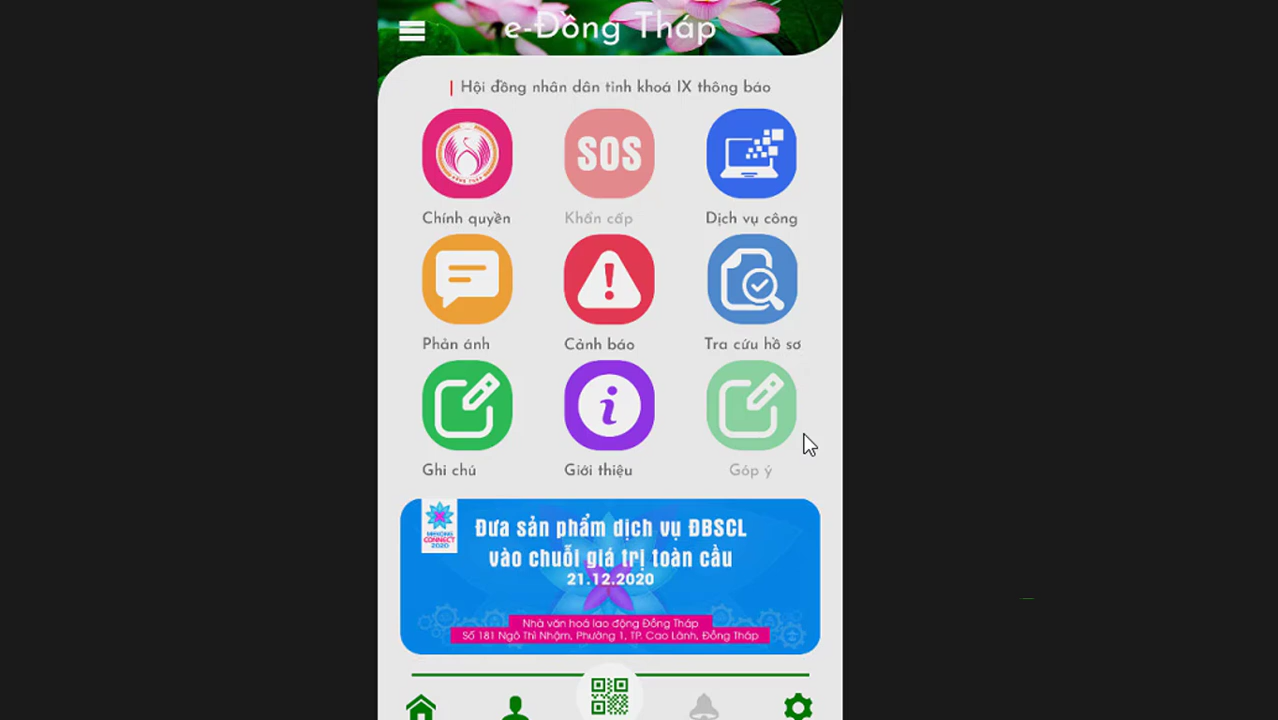 e-Đồng Tháp
Hội đồng nhân dân tỉnh khoá IX thông báo
ĐỒNG THÁP
SOS
Chính quyền
Khẩn cấp
Dịch vụ công
Phản ánh
Cảnh báo
Tra cứu hồ sơ
Ghi chú
Giới thiệu
Góp ý
MEKONG
CONNECT
2020
Đưa sản phẩm dịch vụ ĐBSCL
vào chuỗi giá trị toàn cầu
21.12.2020
Nhà văn hoá lao động Đồng Tháp
Số 181 Ngô Thì Nhậm, Phường 1, TP. Cao Lãnh, Đồng Tháp